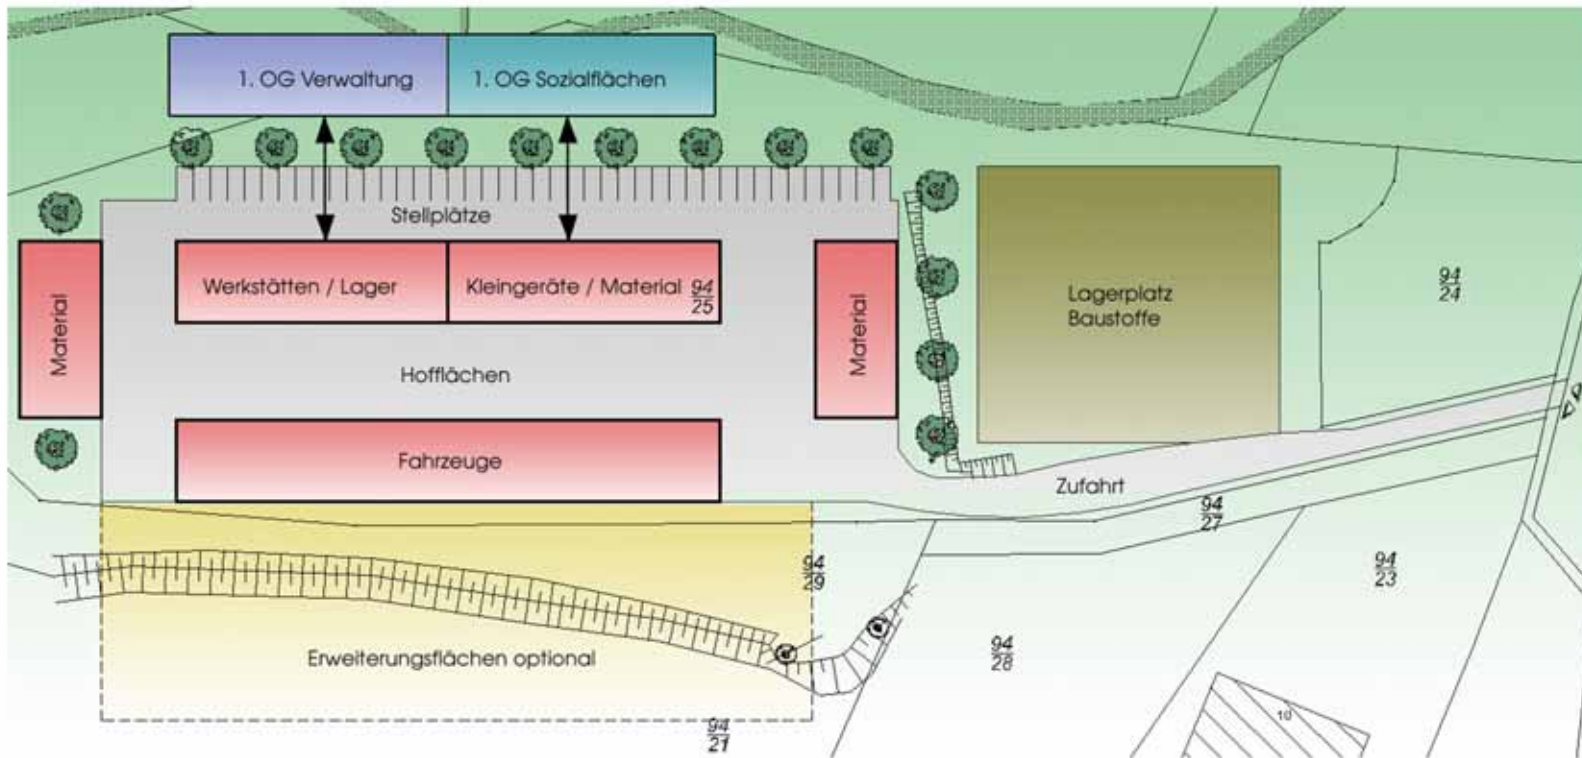 1. OG Verwaltung
1. OG Sozialflächen
Stellplätze
Werkstätten / Lager
Kleingeräte / Material
94
25
Material
Material
Lagerplatz
Baustoffe
94
24
Hofflächen
Fahrzeuge
Zufahrt
94
27
94
29
94
23
Erweiterungsflächen optional
94
28
94
21
10